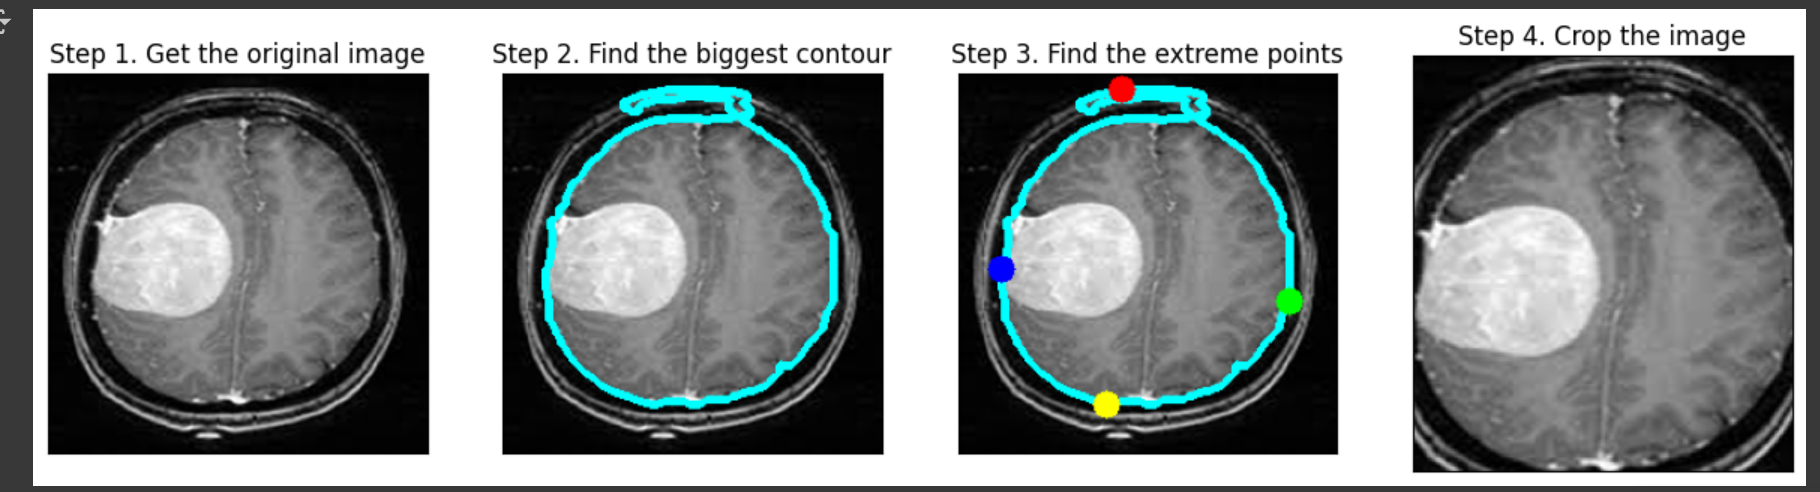 Step 1. Get the original image
Step 2. Find the biggest contour
Step 3. Find the extreme points
Step 4. Crop the image